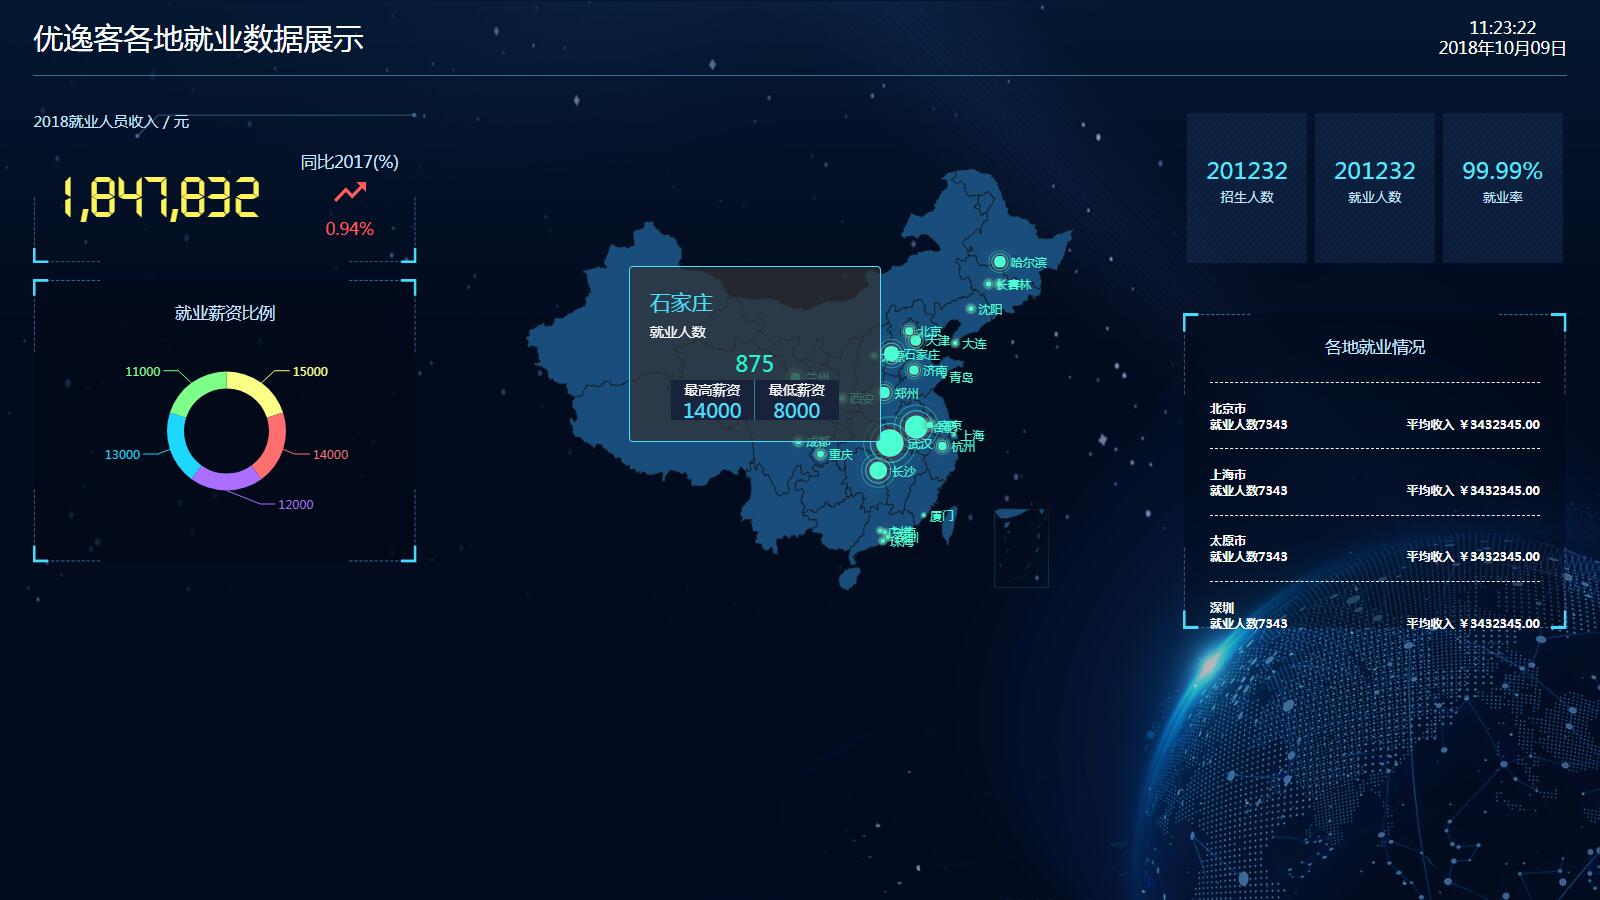 优逸客各地就业数据展示
11:23:22
2018年10月09日
2018就业人员收入 / 元
1,847,832
同比2017(%)
0.94%
就业薪资比例
11000
15000
13000
14000
12000
石家庄
就业人数
875
最高薪资
最低薪资
14000
8000
哈尔滨
沈阳
北京
天津
大连
石家庄
济南
青岛
兰州
西安
郑州
上海
武汉
杭州
成都
重庆
长沙
厦门
珠海
201232
招生人数
201232
就业人数
99.99%
就业率
各地就业情况
北京市
就业人数7343
平均收入 ￥3432345.00
上海市
就业人数7343
平均收入 ￥3432345.00
太原市
就业人数7343
平均收入 ￥3432345.00
深圳
就业人数7343
平均收入 ￥3432345.00